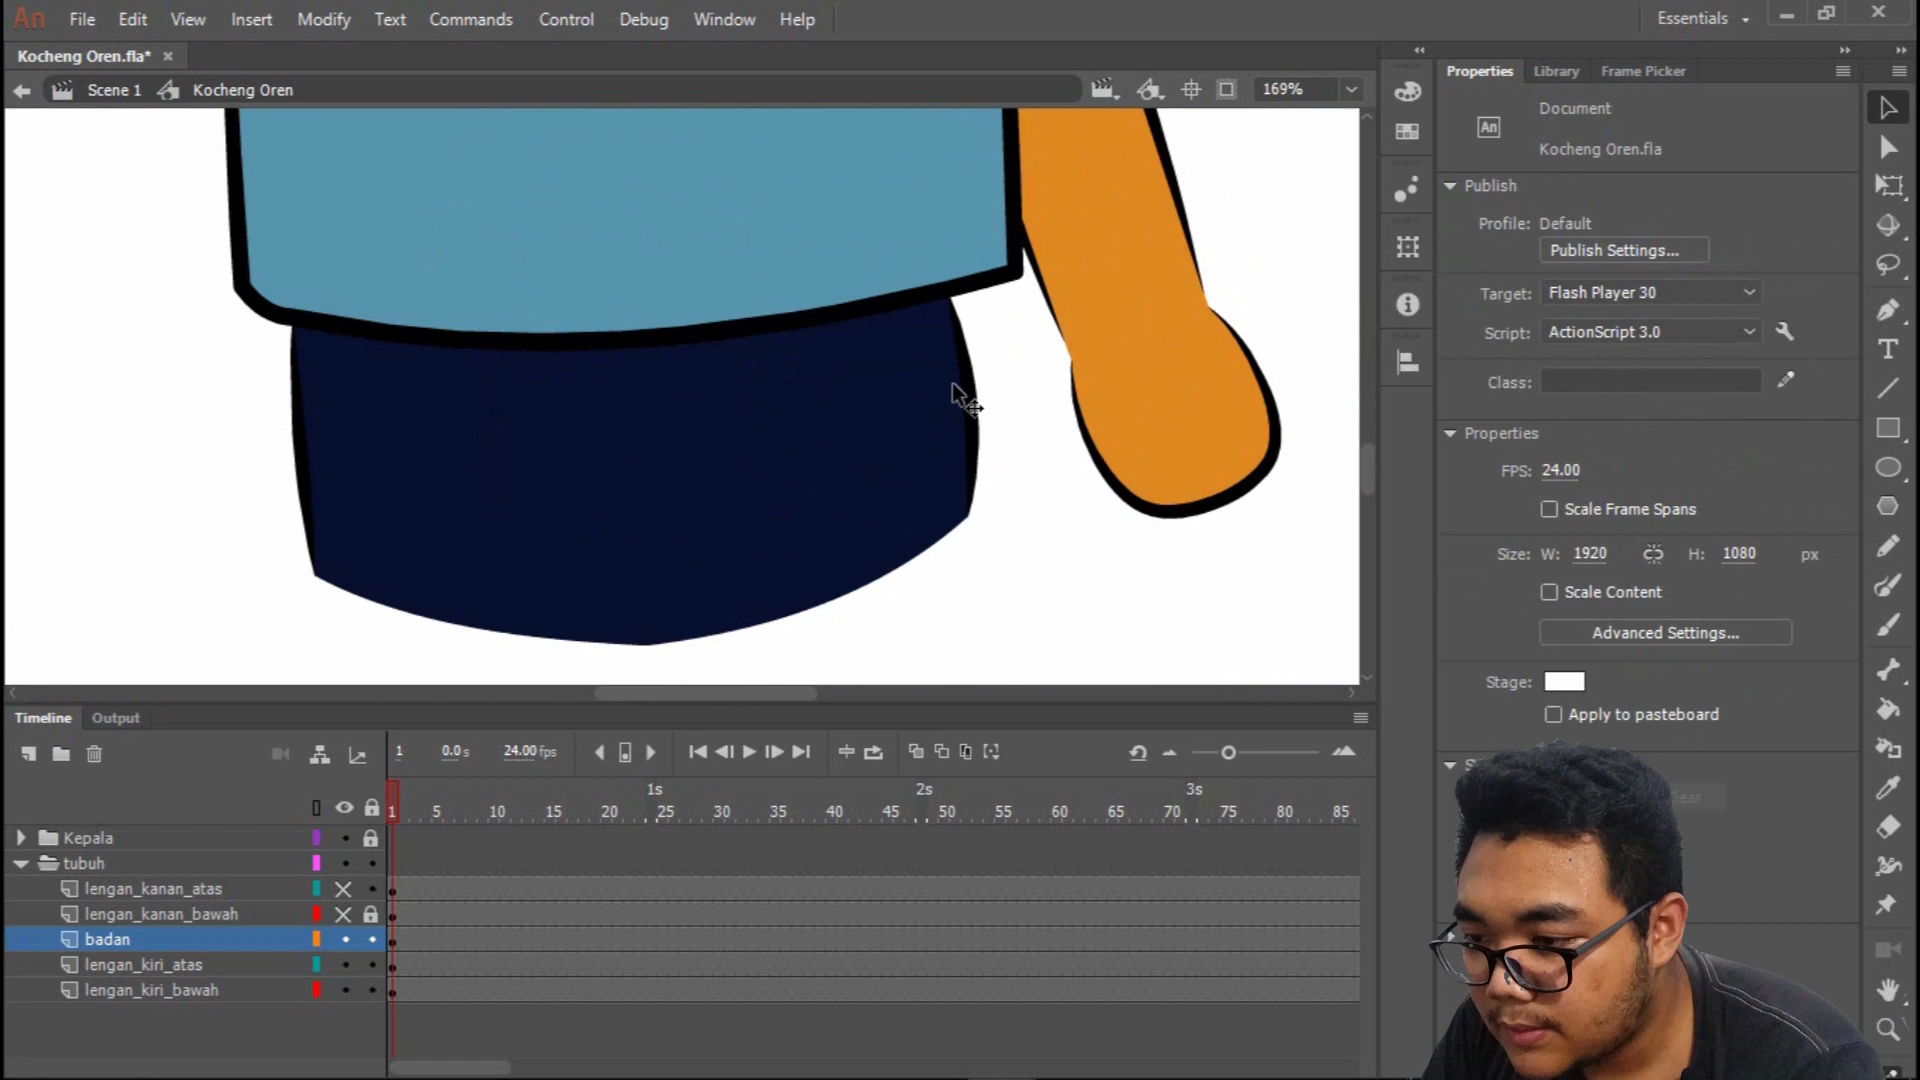 An File Edit View Insert Modify Text Commands Control Debug Window Help Essentials
Kocheng Oren.fla*
Scene 1 Kocheng Oren 169%
Properties Library Frame Picker
Document
An
Kocheng Oren.fla
Publish
Profile: Default
Publish Settings...
Target: Flash Player 30
Script: ActionScript 3.0
Class:
Properties
FPS: 24.00
Scale Frame Spans
Size: W: 1920 H: 1080 px
Scale Content
Advanced Settings...
Stage:
Apply to pasteboard
Timeline Output
1 0.0 s 24.00 fps
1s 2s 3s
1 5 10 15 20 25 30 35 40 45 50 55 60 65 70 75 80 85
Kepala
tubuh
lengan_kanan_atas
lengan_kanan_bawah
badan
lengan_kiri_atas
lengan_kiri_bawah